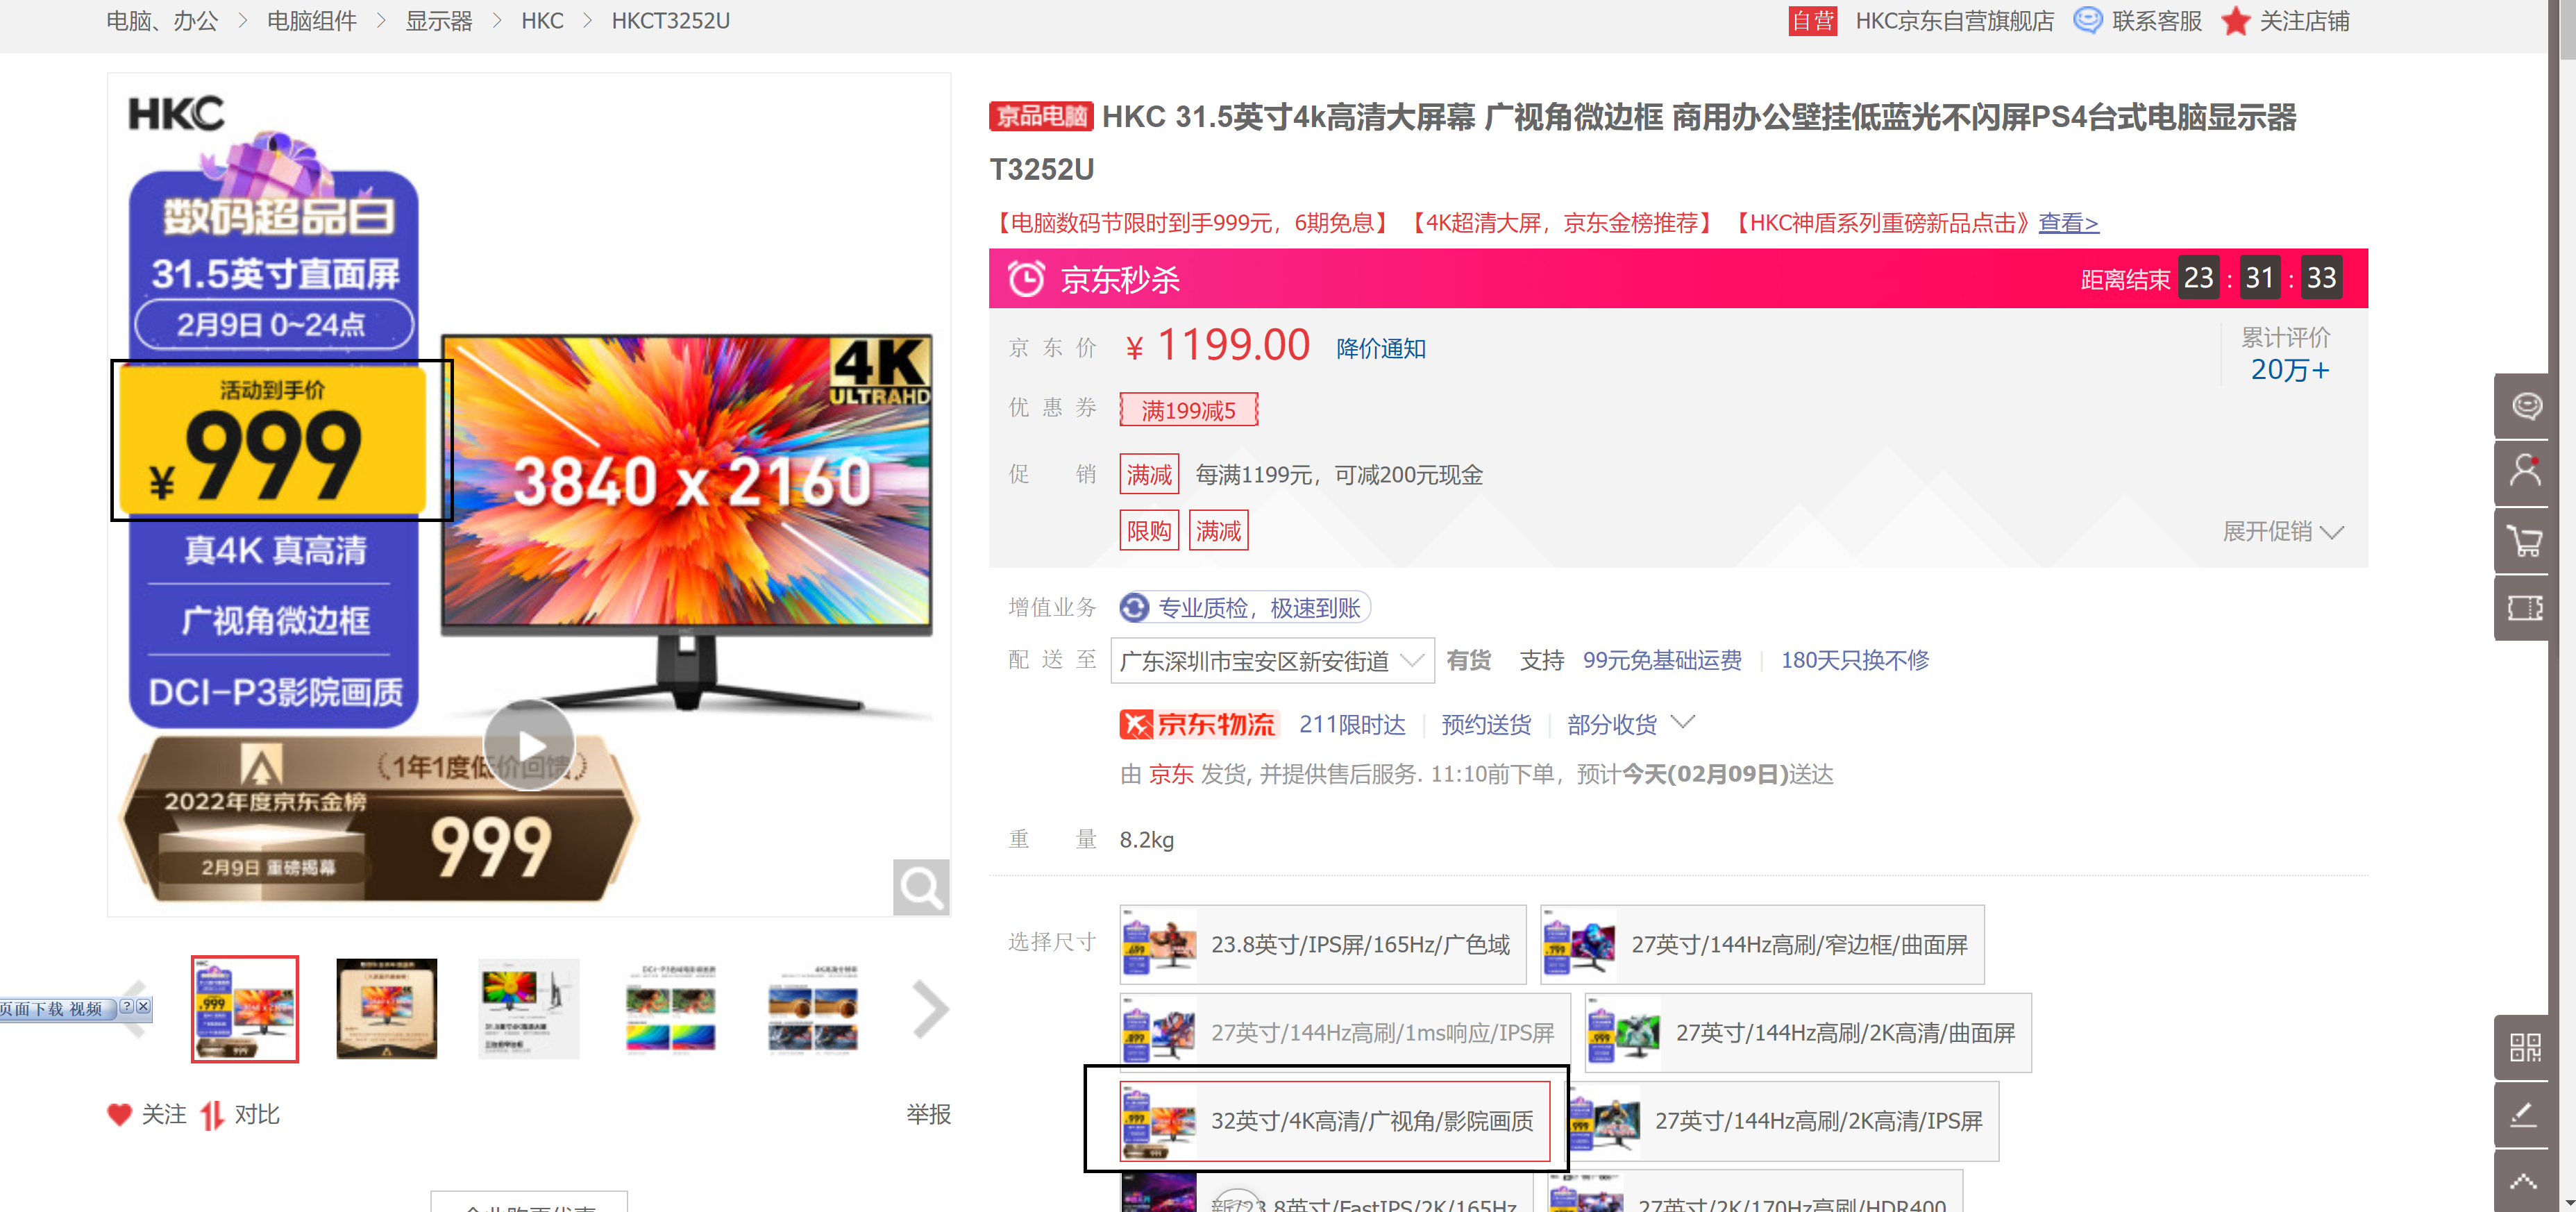 电脑、办公 > 电脑组件 > 显示器 > HKC > HKCT3252U
自营 HKC京东自营旗舰店 联系客服 关注店铺
HKC
数码超品日
31.5英寸直面屏
2月9日 0~24点
活动到手价
¥999
真4K 真高清
广视角微边框
DCI-P3影院画质
4K
ULTRAHD
3840 x 2160
2022年度京东金榜
2月9日 重磅揭幕
(1年1度低价回馈)
999
关注 对比 举报
页面下载 视频 ?
京品电脑 HKC 31.5英寸4k高清大屏幕 广视角微边框 商用办公壁挂低蓝光不闪屏PS4台式电脑显示器
T3252U
【电脑数码节限时到手999元，6期免息】【4K超清大屏，京东金榜推荐】【HKC神盾系列重磅新品点击》查看>
京东秒杀 距离结束 23 : 31 : 33
京东价 ¥ 1199.00 降价通知
累计评价
20万+
优惠券 满199减5
促销 满减 每满1199元，可减200元现金
限购 满减 展开促销
增值业务 专业质检，极速到账
配送至 广东深圳市宝安区新安街道 有货 支持 99元免基础运费 | 180天只换不修
京东物流 211限时达 | 预约送货 | 部分收货
由 京东 发货, 并提供售后服务. 11:10前下单，预计今天(02月09日)送达
重量 8.2kg
选择尺寸 23.8英寸/IPS屏/165Hz/广色域 27英寸/144Hz高刷/窄边框/曲面屏
27英寸/144Hz高刷/1ms响应/IPS屏 27英寸/144Hz高刷/2K高清/曲面屏
32英寸/4K高清/广视角/影院画质 27英寸/144Hz高刷/2K高清/IPS屏
27英寸/2K/170Hz高刷/HDR400